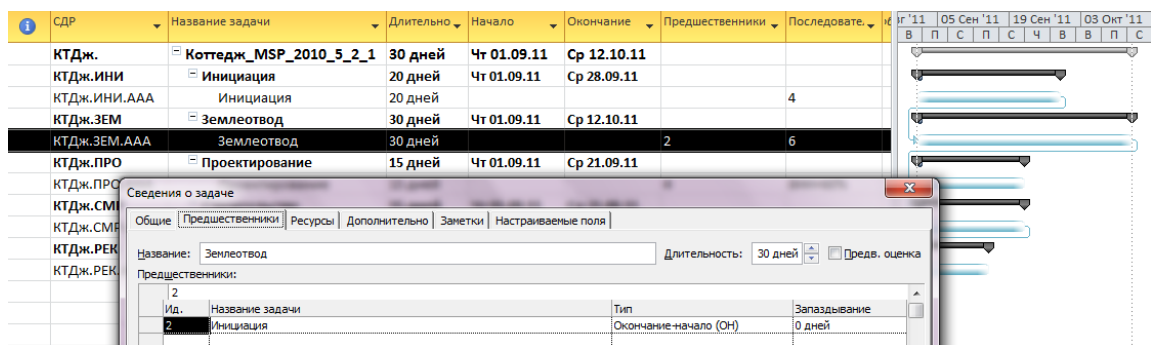 СДР Название задачи Длительно Начало Окончание Предшественники Последовате. вг '11 05 Сен '11 19 Сен '11 03 Окт '11
В П С П С Ч В В П С
КТДж. Коттедж_MSP_2010_5_2_1 30 дней Чт 01.09.11 Ср 12.10.11
КТДж.ИНИ Инициация 20 дней Чт 01.09.11 Ср 28.09.11
КТДж.ИНИ.ААА Инициация 20 дней 4
КТДж.ЗЕМ Землеотвод 30 дней Чт 01.09.11 Ср 12.10.11
КТДж.ЗЕМ.ААА Землеотвод 30 дней 2 6
КТДж.ПРО Проектирование 15 дней Чт 01.09.11 Ср 21.09.11
КТДж.ПРО
Сведения о задаче
КТДж.СМ
КТДж.СМР
Общие Предшественники Ресурсы Дополнительно Заметки Настраиваемые поля
КТДж.РЕК
Название: Землеотвод Длительность: 30 дней Предв. оценка
КТДж.РЕК.
Предшественники:
2
Ид. Название задачи Тип Запаздывание
2 Инициация Окончание-начало (ОН) 0 дней